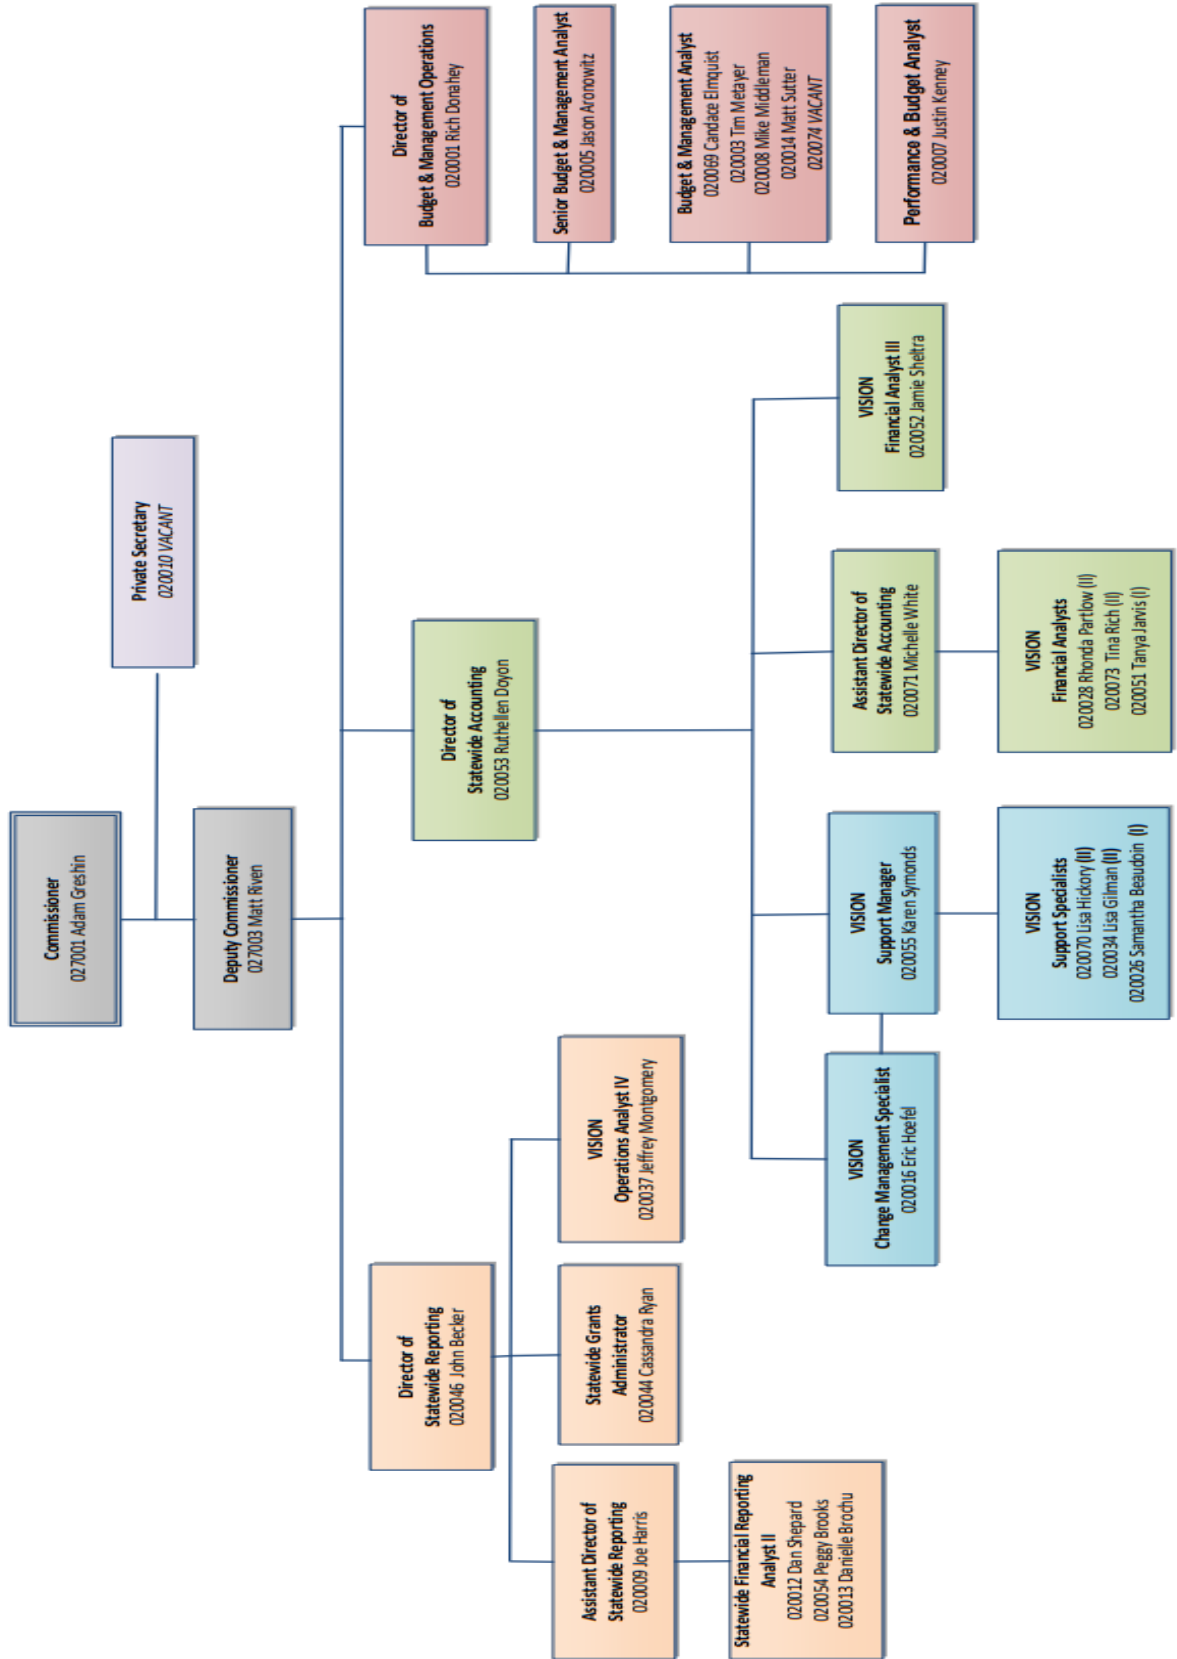 Commissioner
027001 Adam Greshin
Private Secretary
020010 VACANT
Deputy Commissioner
027003 Matt Riven
Director of
Statewide Reporting
020046 John Becker
Director of
Statewide Accounting
020053 Ruthellen Doyon
Director of
Budget & Management Operations
020001 Rich Donahey
Assistant Director of
Statewide Reporting
020009 Joe Harris
Statewide Grants
Administrator
020044 Cassandra Ryan
VISION
Operations Analyst IV
020037 Jeffrey Montgomery
Senior Budget & Management Analyst
020005 Jason Aronowitz
Statewide Financial Reporting
Analyst II
020012 Dan Shepard
020054 Peggy Brooks
020013 Danielle Brochu
Budget & Management Analyst
020069 Candace Elmquist
020003 Tim Metayer
020008 Mike Middleman
020014 Matt Sutter
020074 VACANT
VISION
Change Management Specialist
020016 Eric Hoefel
VISION
Support Manager
020055 Karen Symonds
Assistant Director of
Statewide Accounting
020071 Michelle White
VISION
Financial Analyst III
020052 Jamie Sheltra
Performance & Budget Analyst
020007 Justin Kenney
VISION
Support Specialists
020070 Lisa Hickory (II)
020034 Lisa Gilman (II)
020026 Samantha Beaudoin (I)
VISION
Financial Analysts
020028 Rhonda Partlow (II)
020073 Tina Rich (II)
020051 Tanya Jarvis (I)